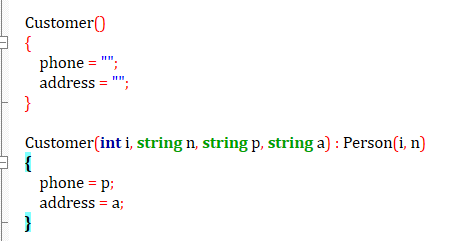 Customer()
{
phone = "";
address = "";
}
Customer(int i, string n, string p, string a) : Person(i, n)
{
phone = p;
address = a;
}